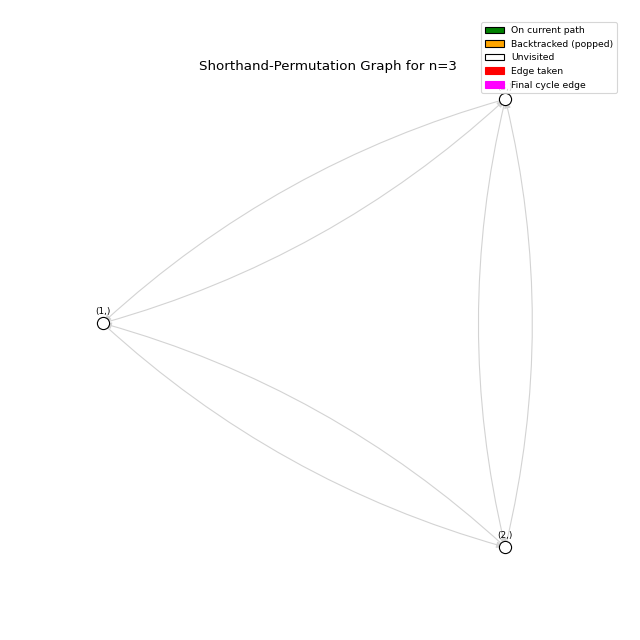 On current path
Backtracked (popped)
Unvisited
Edge taken
Final cycle edge
Shorthand-Permutation Graph for n=3
(1,)
(2,)